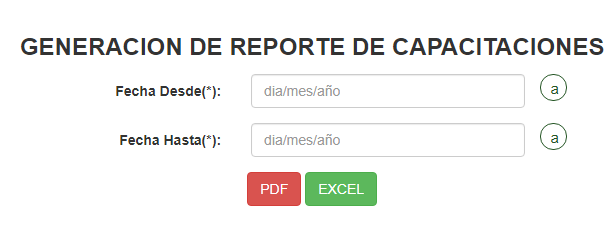 GENERACION DE REPORTE DE CAPACITACIONES
Fecha Desde(*): dia/mes/año a
Fecha Hasta(*): dia/mes/año a
PDF EXCEL